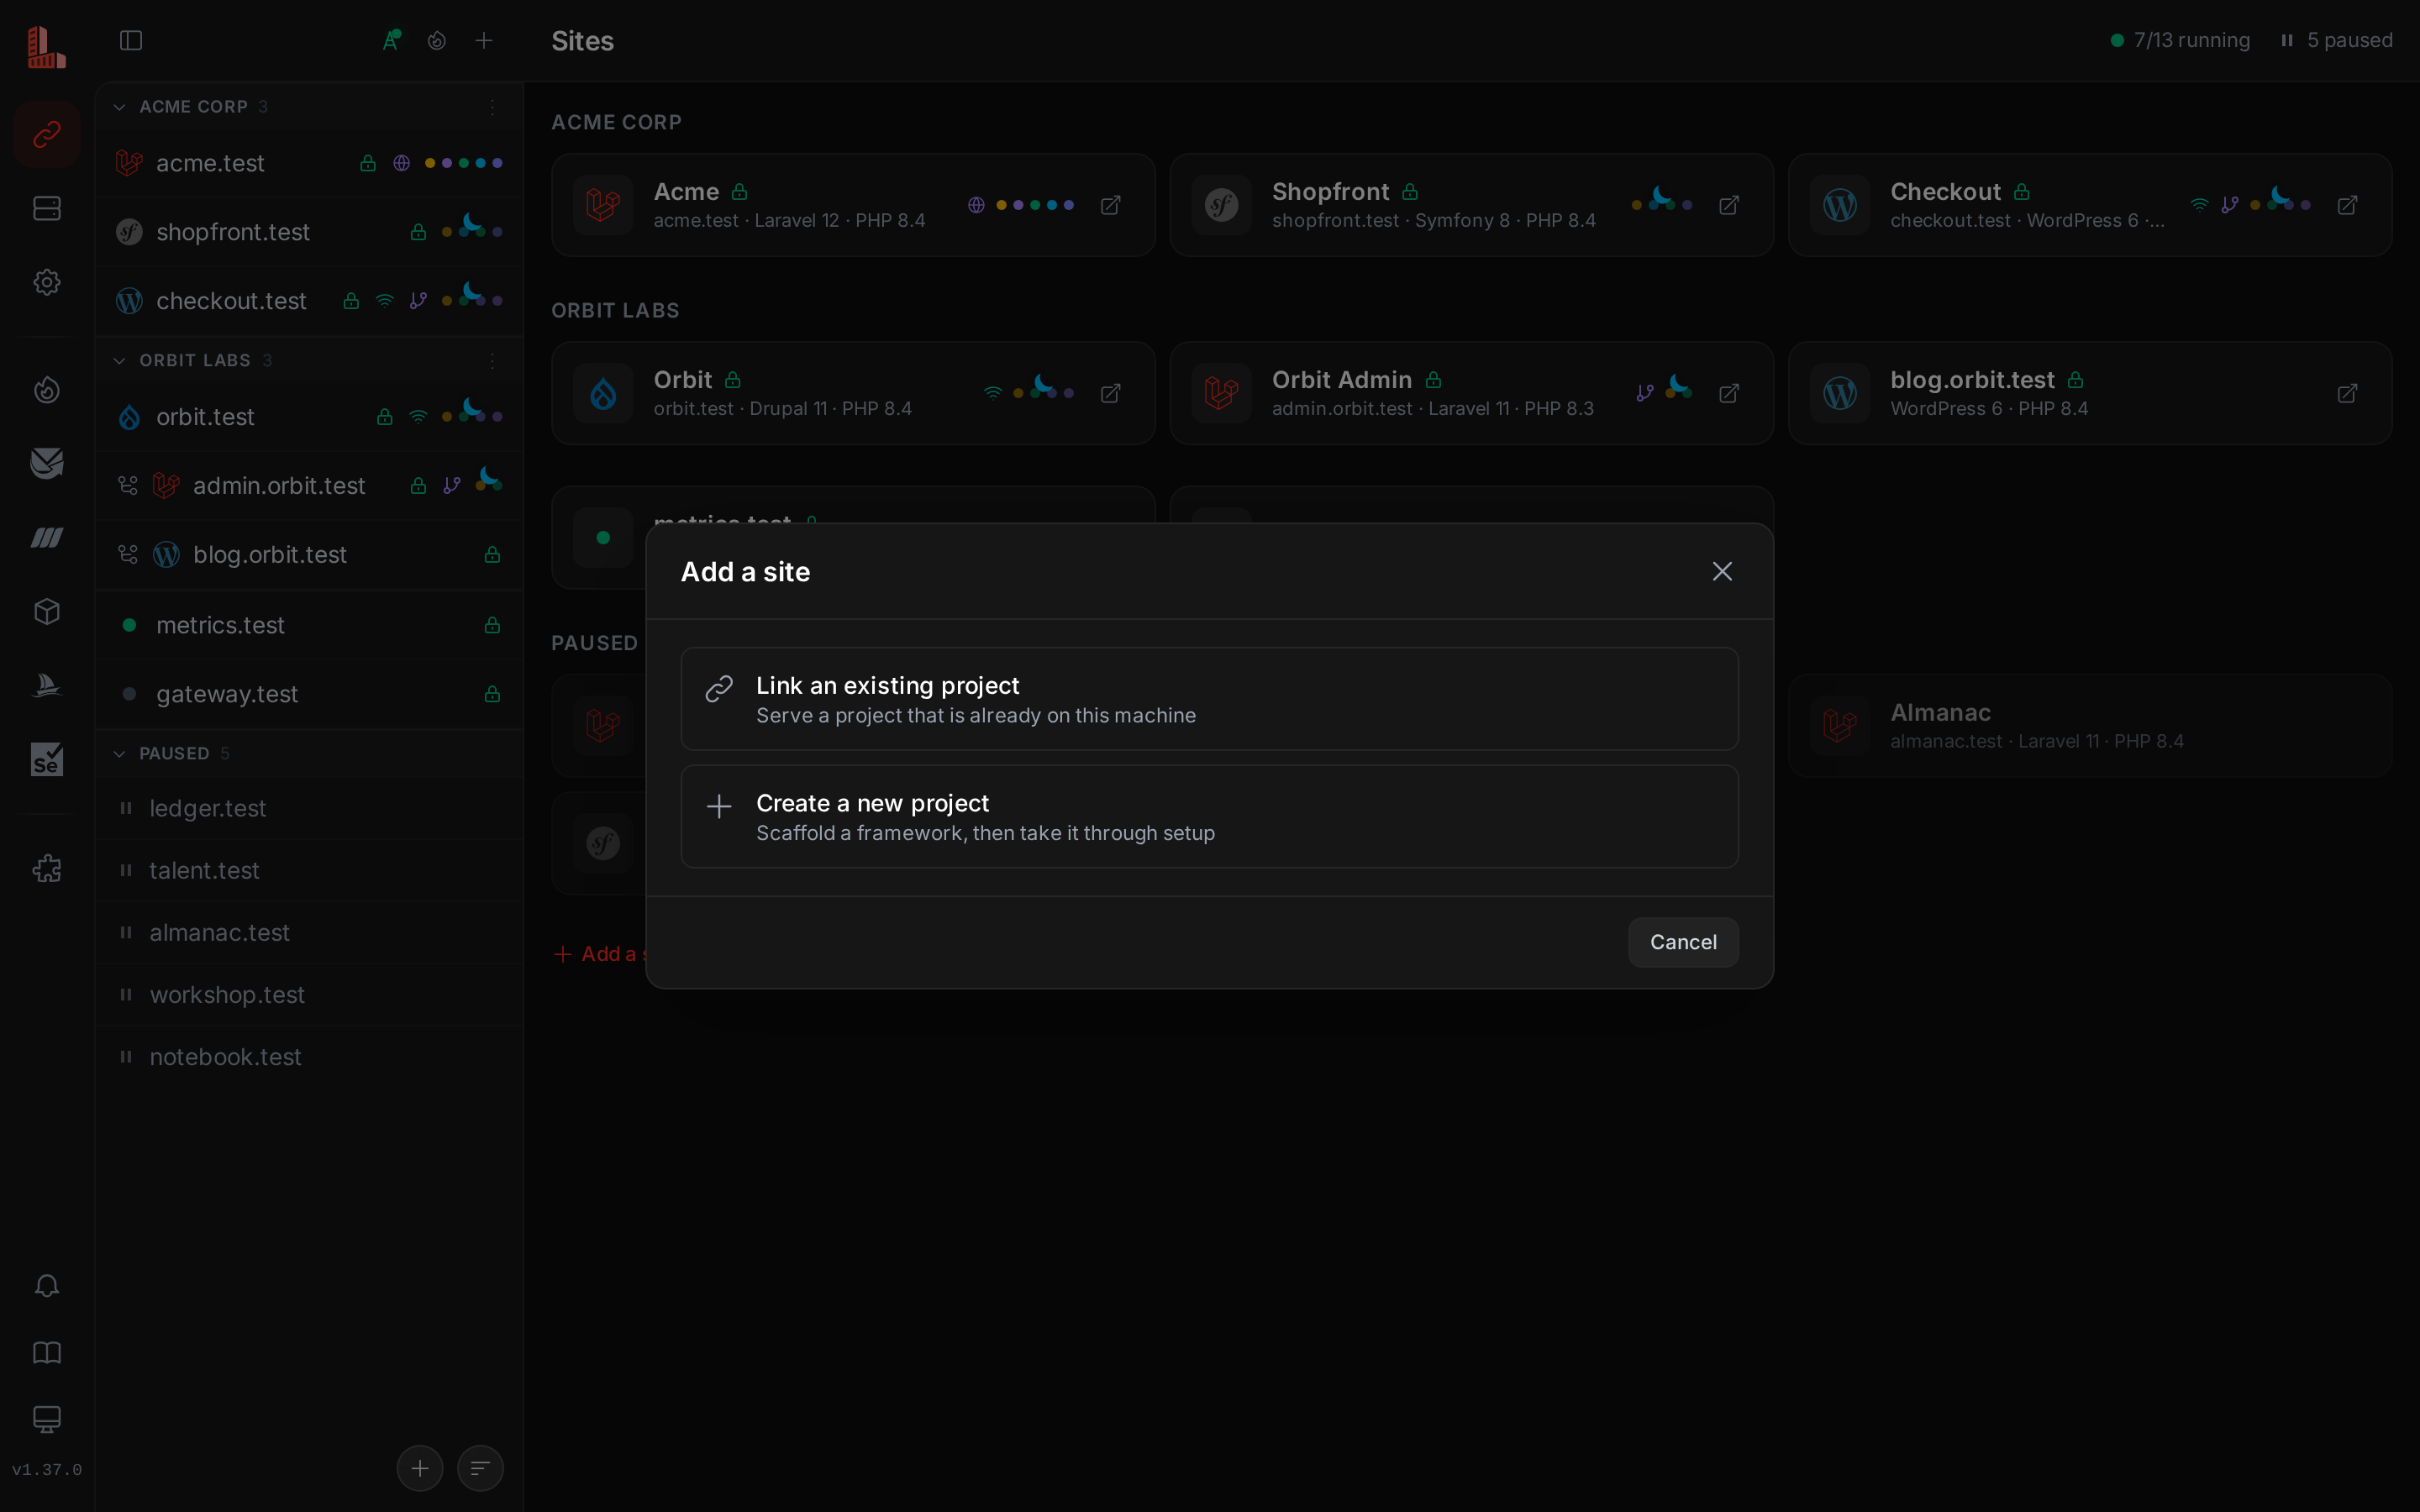 Sites
7/13 running
5 paused
ACME CORP 3
acme.test
shopfront.test
checkout.test
ORBIT LABS 3
orbit.test
admin.orbit.test
blog.orbit.test
metrics.test
gateway.test
PAUSED 5
ledger.test
talent.test
almanac.test
workshop.test
notebook.test
Se
v1.37.0
ACME CORP
Acme
acme.test · Laravel 12 · PHP 8.4
Shopfront
shopfront.test · Symfony 8 · PHP 8.4
Checkout
checkout.test · WordPress 6 ·...
ORBIT LABS
Orbit
orbit.test · Drupal 11 · PHP 8.4
Orbit Admin
admin.orbit.test · Laravel 11 · PHP 8.3
blog.orbit.test
WordPress 6 · PHP 8.4
metrics.test
PAUSED
Almanac
almanac.test · Laravel 11 · PHP 8.4
Add a
Add a site
Link an existing project
Serve a project that is already on this machine
Create a new project
Scaffold a framework, then take it through setup
Cancel